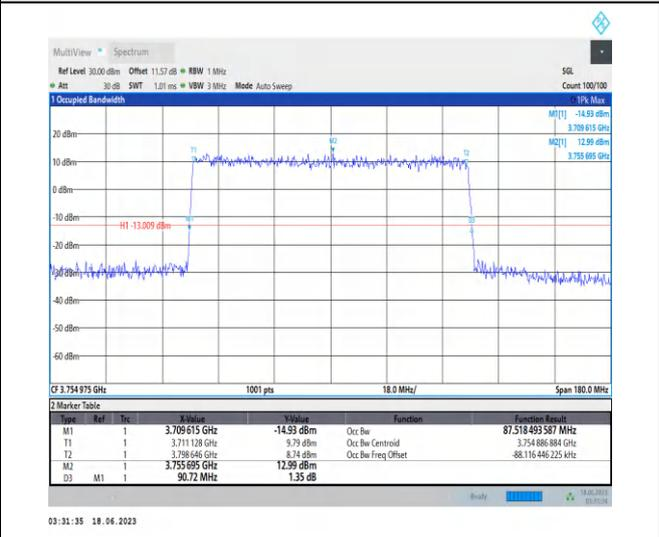 MultiView Spectrum
Ref Level 30.00 dBm Offset 11.57 dB RBW 1 MHz SGL
Att 30 dB SWT 1.01 ms VBW 3 MHz Mode Auto Sweep Count 100/100
1 Occupied Bandwidth 1Pk Max
M1[1] -14.93 dBm
3.709 615 GHz
20 dBm
M2[1] 12.99 dBm
3.755 695 GHz
M2
T1
T2
10 dBm
0 dBm
-10 dBm
M1
D3
H1 -13.009 dBm
-20 dBm
-40 dBm
-50 dBm
-60 dBm
CF 3.754 975 GHz 1001 pts 18.0 MHz/ Span 180.0 MHz
2 Marker Table
Type Ref Trc X-Value Y-Value Function Function Result
M1 1 3.709 615 GHz -14.93 dBm Occ Bw 87.518 493 587 MHz
T1 1 3.711 128 GHz 9.79 dBm Occ Bw Centroid 3.754 886 884 GHz
T2 1 3.798 646 GHz 8.74 dBm Occ Bw Freq Offset -88.116 446 225 kHz
M2 1 3.755 695 GHz 12.99 dBm
D3 M1 1 90.72 MHz 1.35 dB
Ready 18.06.2023
03:31:34
03:31:35 18.06.2023